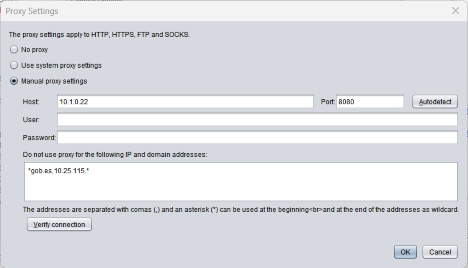 Proxy Settings
The proxy settings apply to HTTP, HTTPS, FTP and SOCKS.
No proxy
Use system proxy settings
Manual proxy settings
Host: 10.1.0.22 Port: 8080 Autodetect
User:
Password:
Do not use proxy for the following IP and domain addresses:
*gob.es,10.25.115.*
The addresses are separated with comas (,) and an asterisk (*) can be used at the beginning<br>and at the end of the addresses as wildcard.
Verify connection
OK Cancel